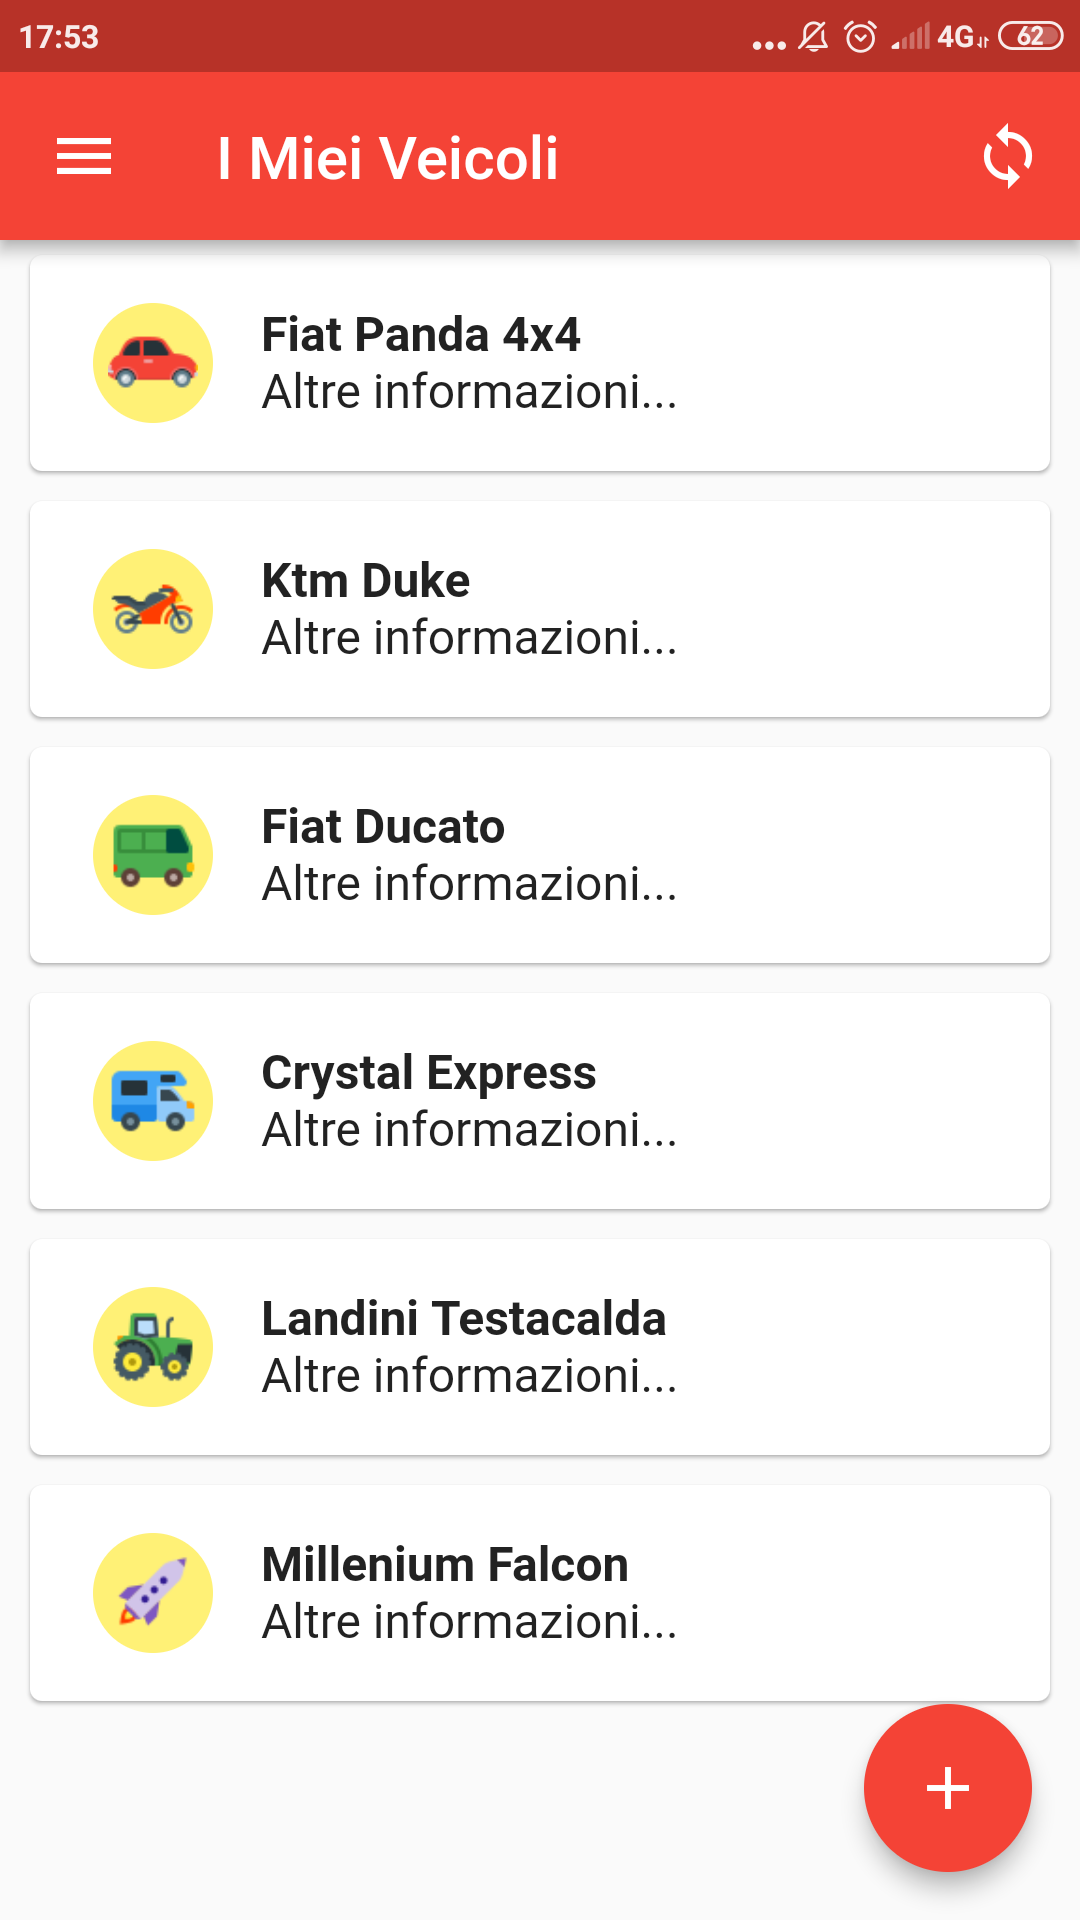 17:53 4G 62
I Miei Veicoli
Fiat Panda 4x4
Altre informazioni...
Ktm Duke
Altre informazioni...
Fiat Ducato
Altre informazioni...
Crystal Express
Altre informazioni...
Landini Testacalda
Altre informazioni...
Millenium Falcon
Altre informazioni...